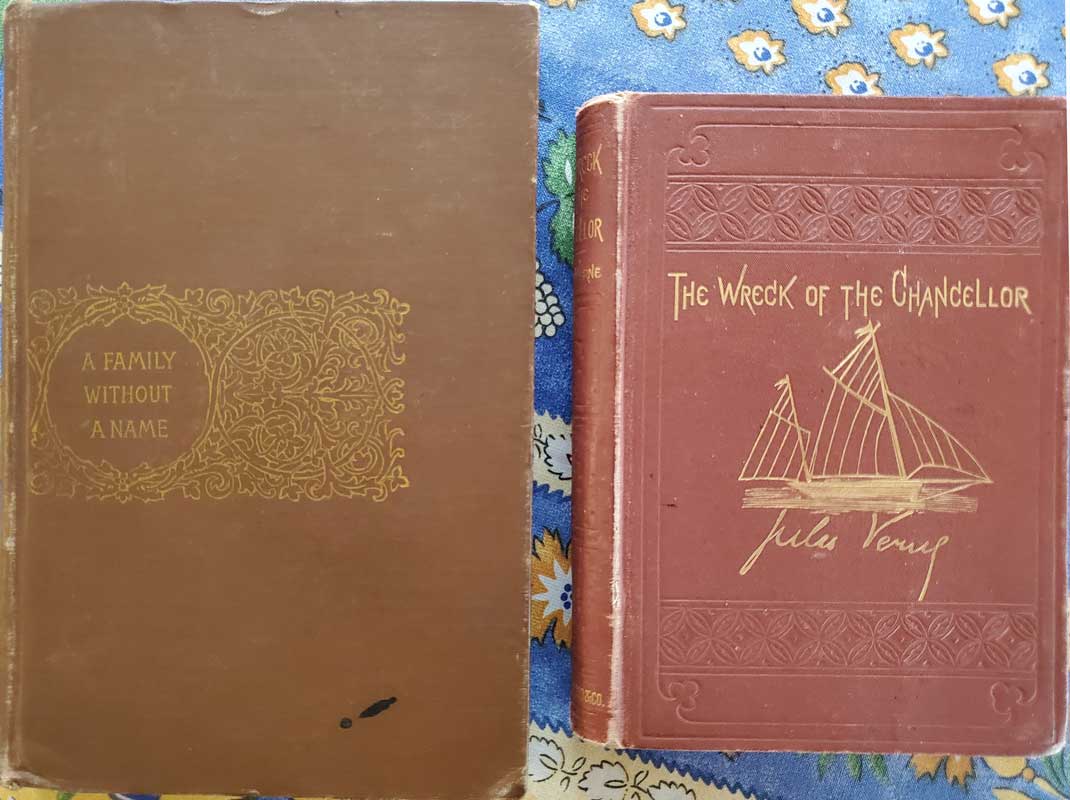 A FAMILY
WITHOUT
A NAME
THE WRECK OF THE CHANCELLOR
Jules Verne